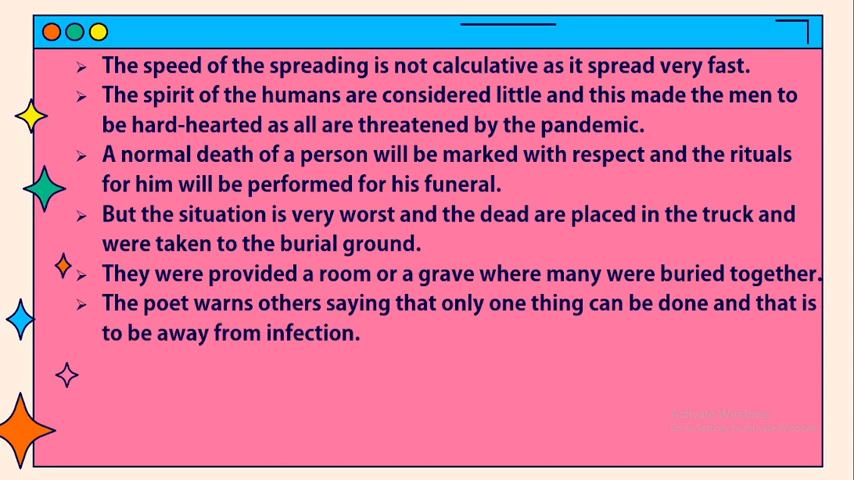 ➢ The speed of the spreading is not calculative as it spread very fast.
➢ The spirit of the humans are considered little and this made the men to
be hard-hearted as all are threatened by the pandemic.
➢ A normal death of a person will be marked with respect and the rituals
for him will be performed for his funeral.
➢ But the situation is very worst and the dead are placed in the truck and
were taken to the burial ground.
➢ They were provided a room or a grave where many were buried together.
➢ The poet warns others saying that only one thing can be done and that is
to be away from infection.
Activate Windows